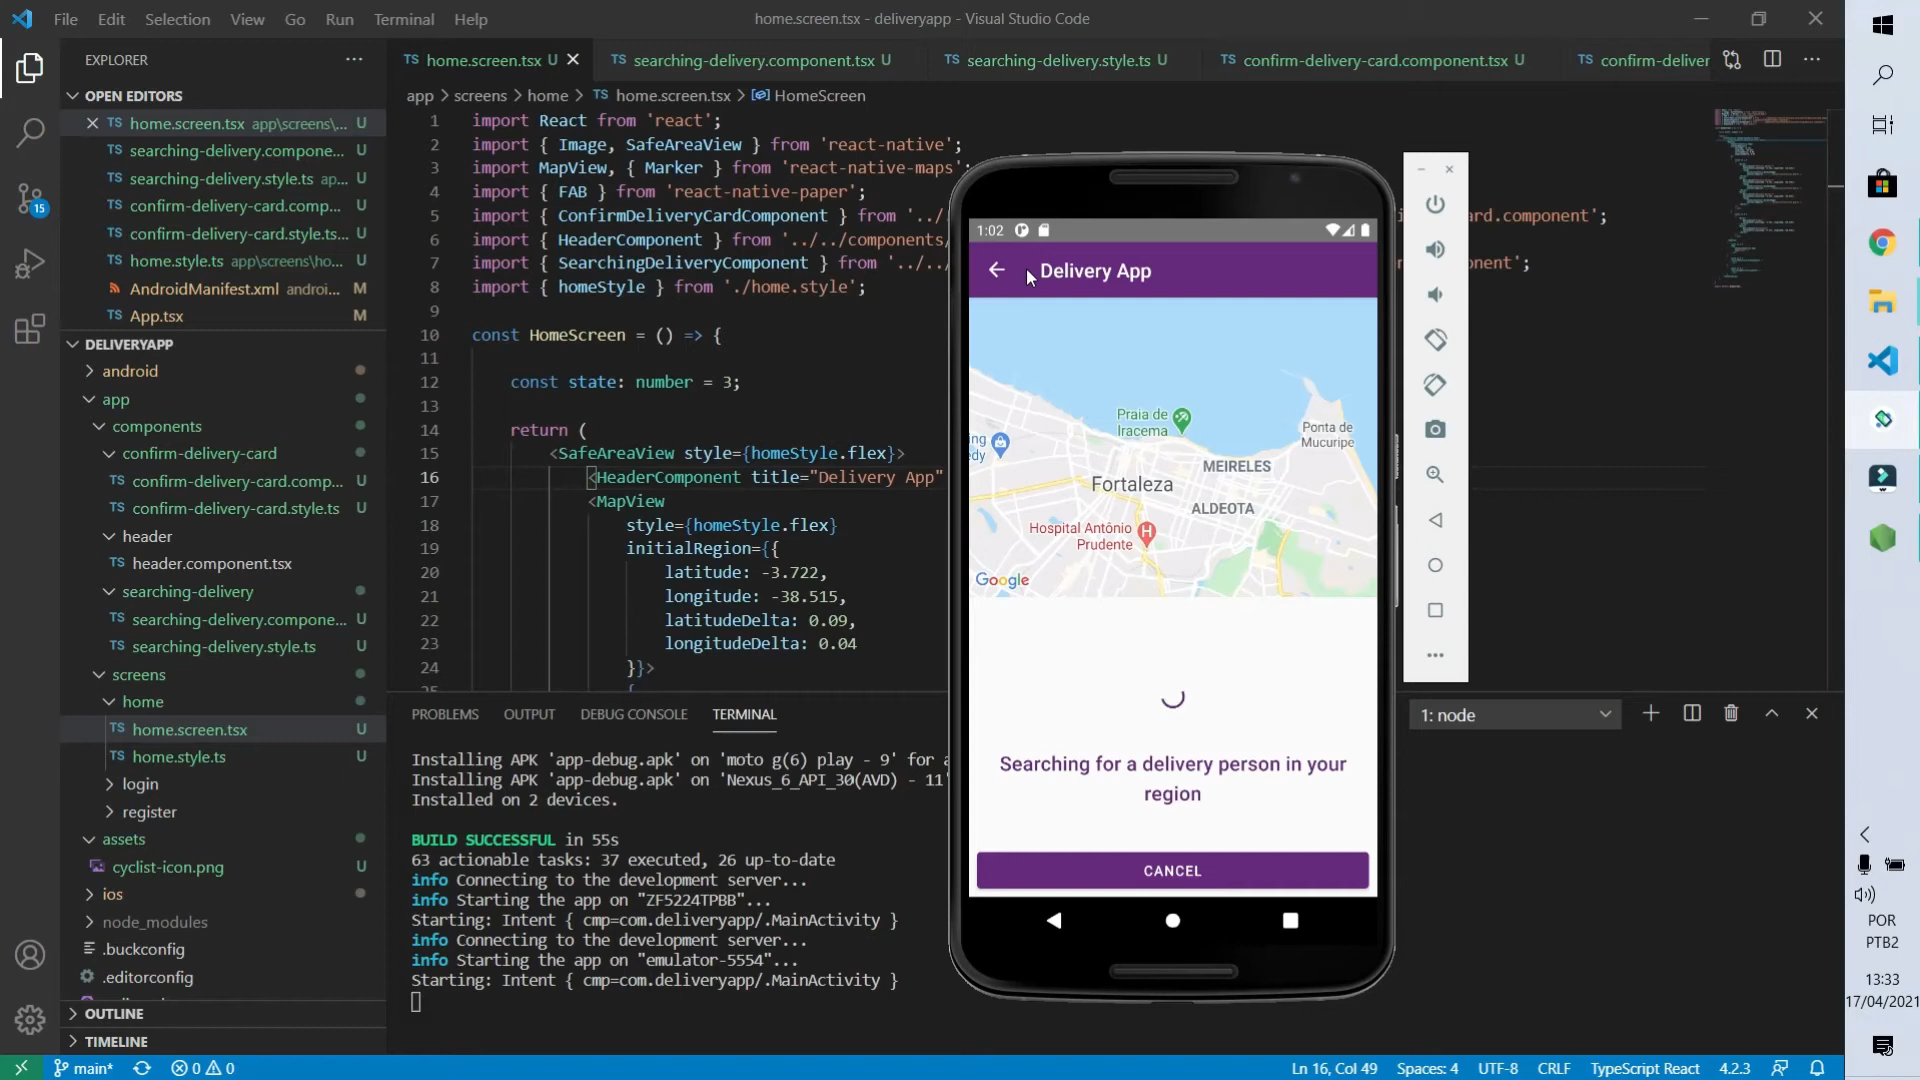 File Edit Selection View Go Run Terminal Help
home.screen.tsx - deliveryapp - Visual Studio Code
EXPLORER
OPEN EDITORS
home.screen.tsx app\screens\... U
searching-delivery.compone... U
searching-delivery.style.ts ap... U
confirm-delivery-card.comp... U
confirm-delivery-card.style.ts... U
home.style.ts app\screens\ho... U
AndroidManifest.xml androi... M
App.tsx M
DELIVERYAPP
android
app
components
confirm-delivery-card
confirm-delivery-card.comp... U
confirm-delivery-card.style.ts U
header
header.component.tsx U
searching-delivery
searching-delivery.compone... U
searching-delivery.style.ts U
screens
home
home.screen.tsx U
home.style.ts U
login
register
assets
cyclist-icon.png U
ios
node_modules
.buckconfig
.editorconfig
OUTLINE
TIMELINE
15
home.screen.tsx U
searching-delivery.component.tsx U
searching-delivery.style.ts U
confirm-delivery-card.component.tsx U
confirm-deliver
app > screens > home > home.screen.tsx > HomeScreen
1 import React from 'react';
2 import { Image, SafeAreaView } from 'react-native';
3 import MapView, { Marker } from 'react-native-maps';
4 import { FAB } from 'react-native-paper';
5 import { ConfirmDeliveryCardComponent } from '../ card.component';
6 import { HeaderComponent } from '../../components/
7 import { SearchingDeliveryComponent } from '../../ onent';
8 import { homeStyle } from './home.style';
9
10 const HomeScreen = () => {
11
12 const state: number = 3;
13
14 return (
15 <SafeAreaView style={homeStyle.flex}>
16 <HeaderComponent title="Delivery App"
17 <MapView
18 style={homeStyle.flex}
19 initialRegion={{
20 latitude: -3.722,
21 longitude: -38.515,
22 latitudeDelta: 0.09,
23 longitudeDelta: 0.04
24 }}>
25 {
PROBLEMS OUTPUT DEBUG CONSOLE TERMINAL
1: node
Installing APK 'app-debug.apk' on 'moto g(6) play - 9' for a
Installing APK 'app-debug.apk' on 'Nexus_6_API_30(AVD) - 11'
Installed on 2 devices.
BUILD SUCCESSFUL in 55s
63 actionable tasks: 37 executed, 26 up-to-date
info Connecting to the development server...
info Starting the app on "ZF5224TPBB"...
Starting: Intent { cmp=com.deliveryapp/.MainActivity }
info Connecting to the development server...
info Starting the app on "emulator-5554"...
Starting: Intent { cmp=com.deliveryapp/.MainActivity }
1:02
Delivery App
Praia de
Iracema
Ponta de
Mucuripe
ing
edy
MEIRELES
Fortaleza
ALDEOTA
Hospital Antônio
Prudente
H
Google
Searching for a delivery person in your
region
CANCEL
main*
0 0
Ln 16, Col 49 Spaces: 4 UTF-8 CRLF TypeScript React 4.2.3
POR
PTB2
13:33
17/04/2021